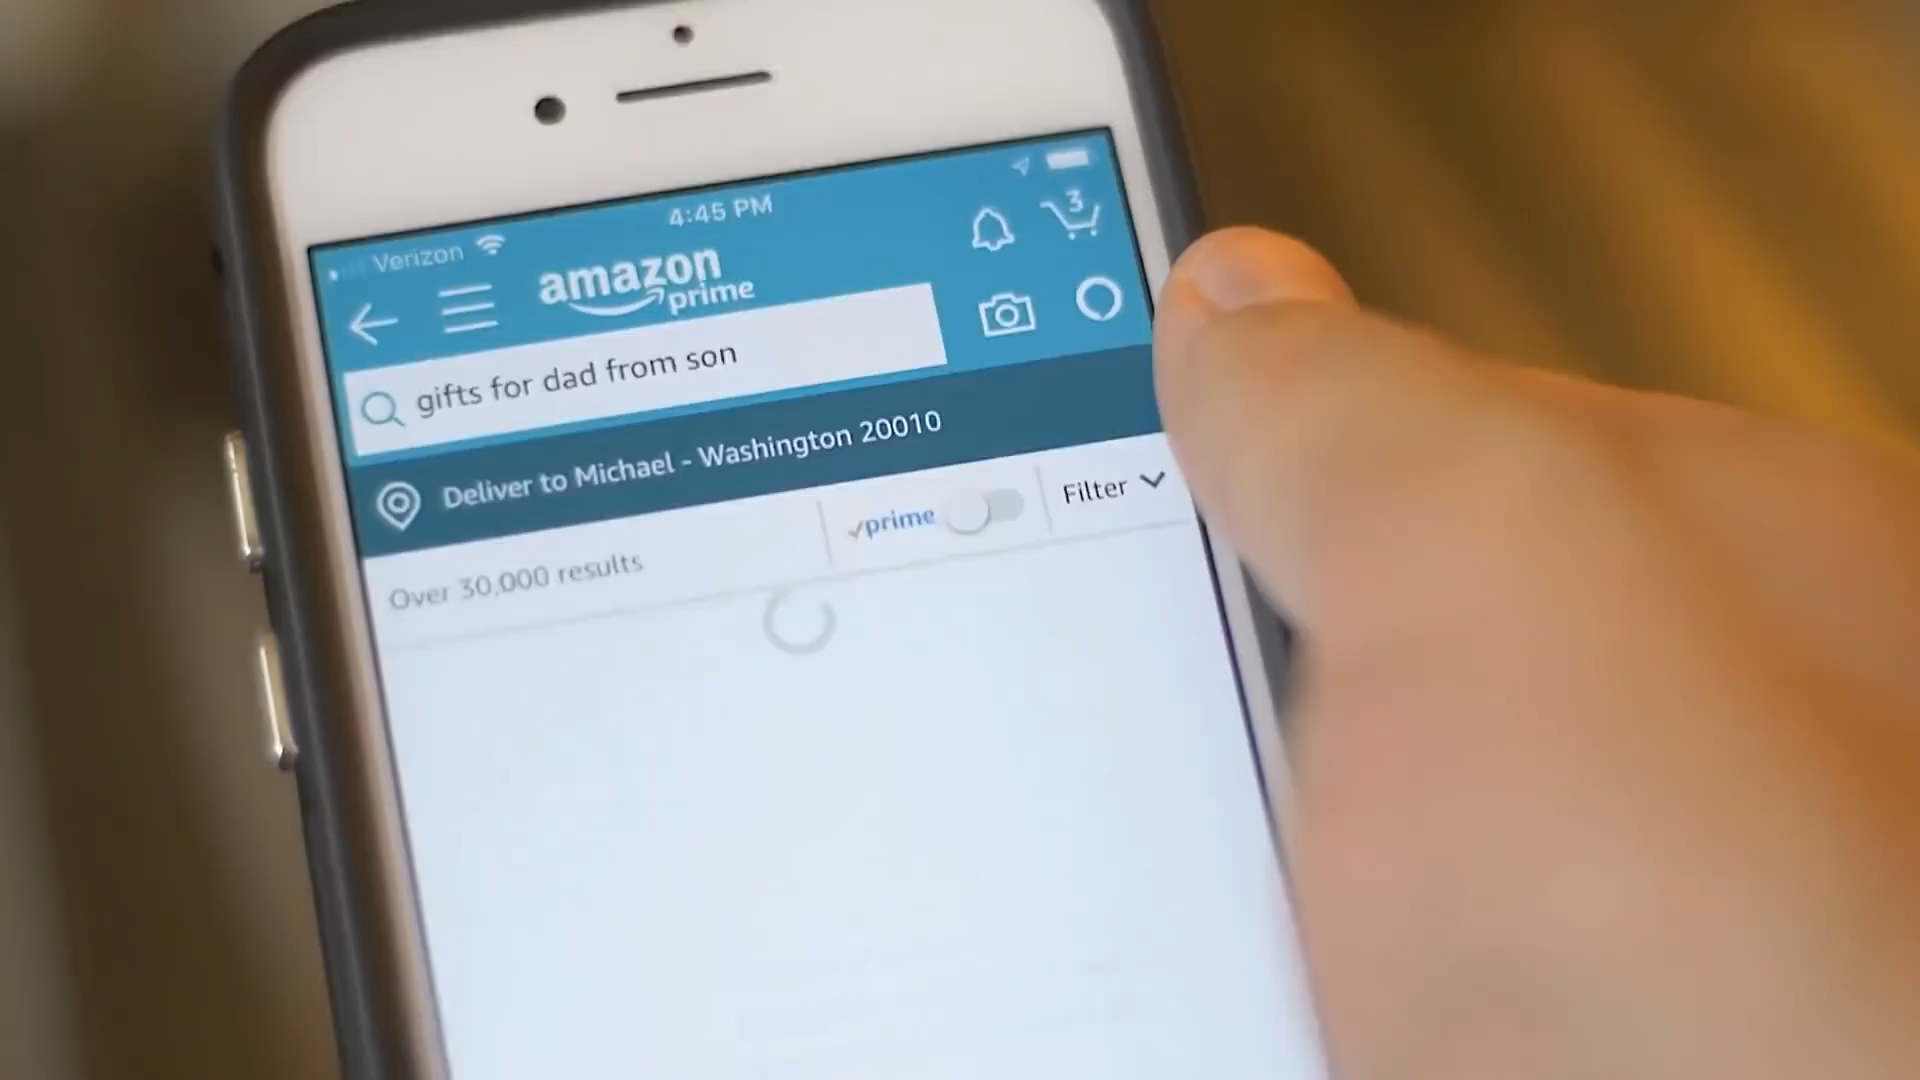 4:45 PM
Verizon
3
amazon
prime
gifts for dad from son
Deliver to Michael - Washington 20010
Over 30,000 results
prime
Filter